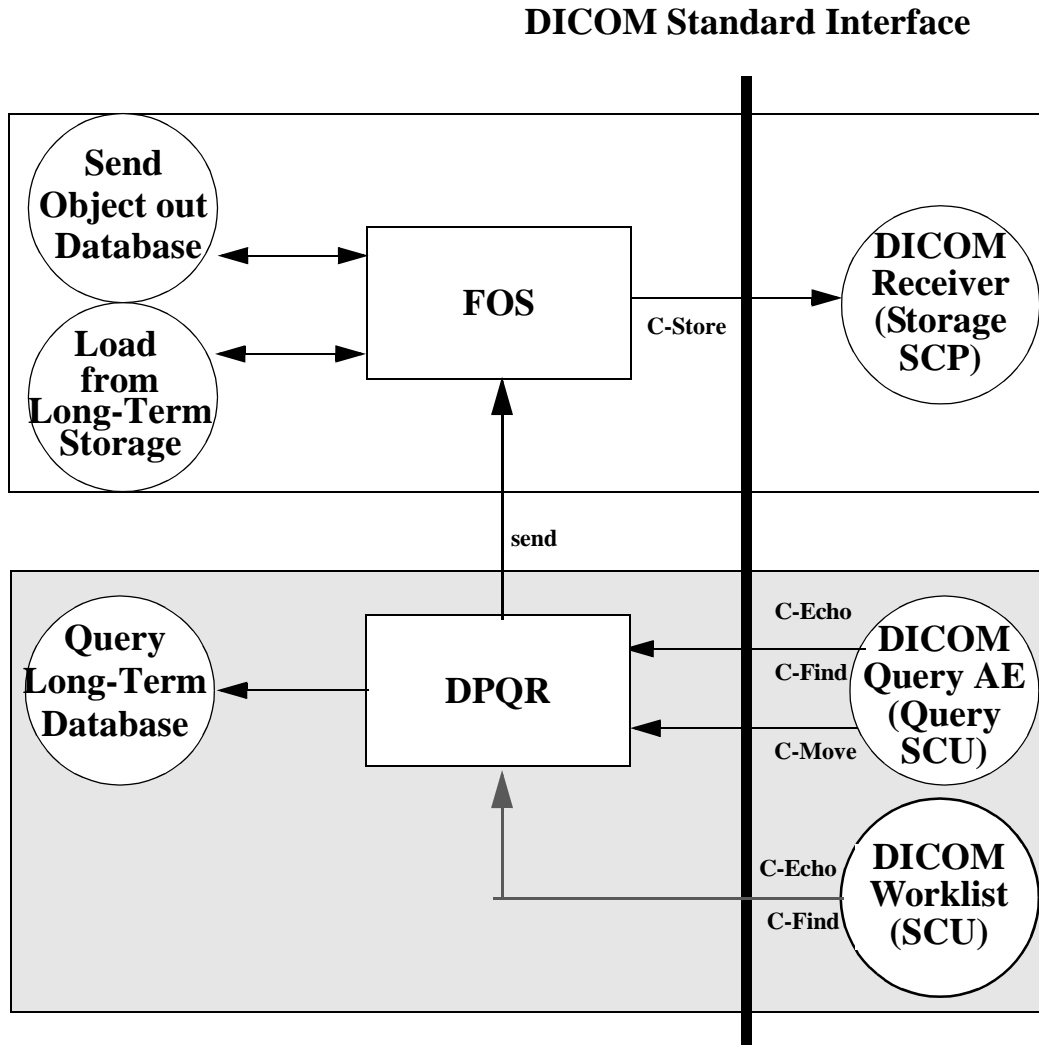 DICOM Standard Interface
Send
Object out
Database
Load
from
Long-Term
Storage
FOS
C-Store
DICOM
Receiver
(Storage
SCP)
send
Query
Long-Term
Database
DPQR
C-Echo
C-Find
C-Move
DICOM
Query AE
(Query
SCU)
C-Echo
C-Find
DICOM
Worklist
(SCU)